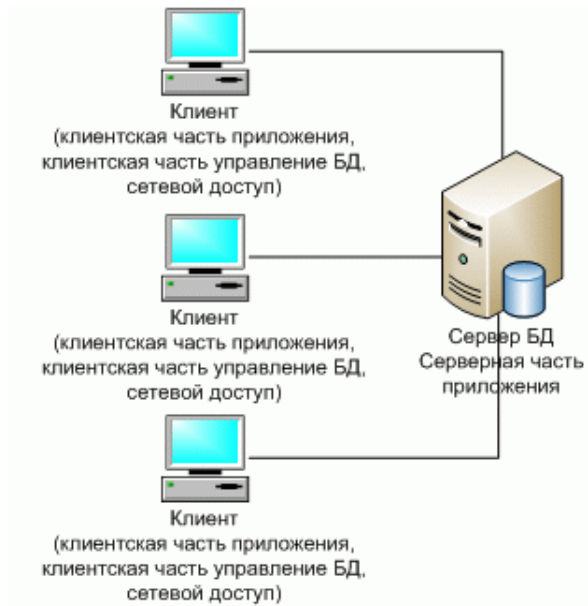 Клиент
(клиентская часть приложения,
клиентская часть управление БД,
сетевой доступ)
Клиент
(клиентская часть приложения,
клиентская часть управление БД,
сетевой доступ)
Сервер БД
Серверная часть
приложения
Клиент
(клиентская часть приложения,
клиентская часть управление БД,
сетевой доступ)